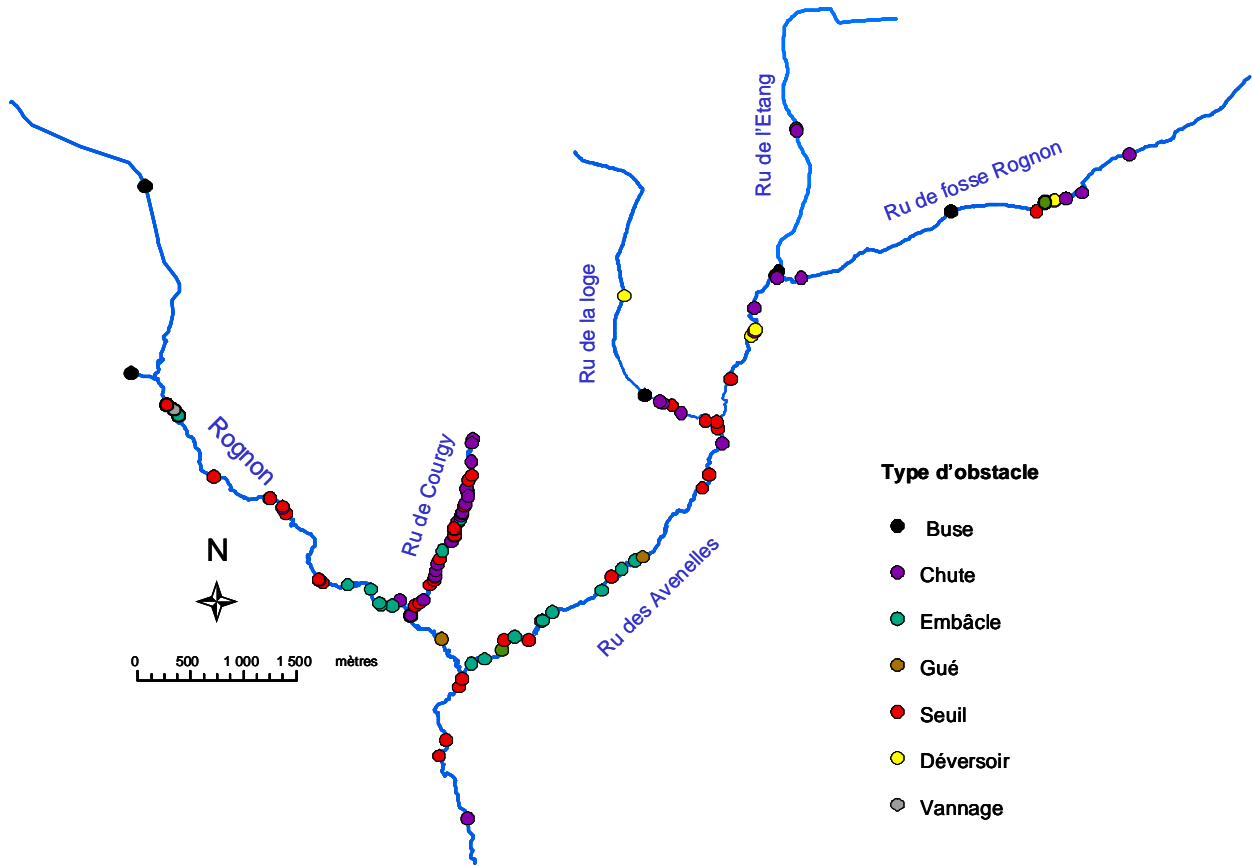 Ru de l'Etang
Ru de fosse Rognon
Ru de la loge
Rognon
Ru de Courgy
Ru des Avenelles
N
0 500 1 000 1 500 mètres
Type d'obstacle
Buse
Chute
Embâcle
Gué
Seuil
Déversoir
Vannage